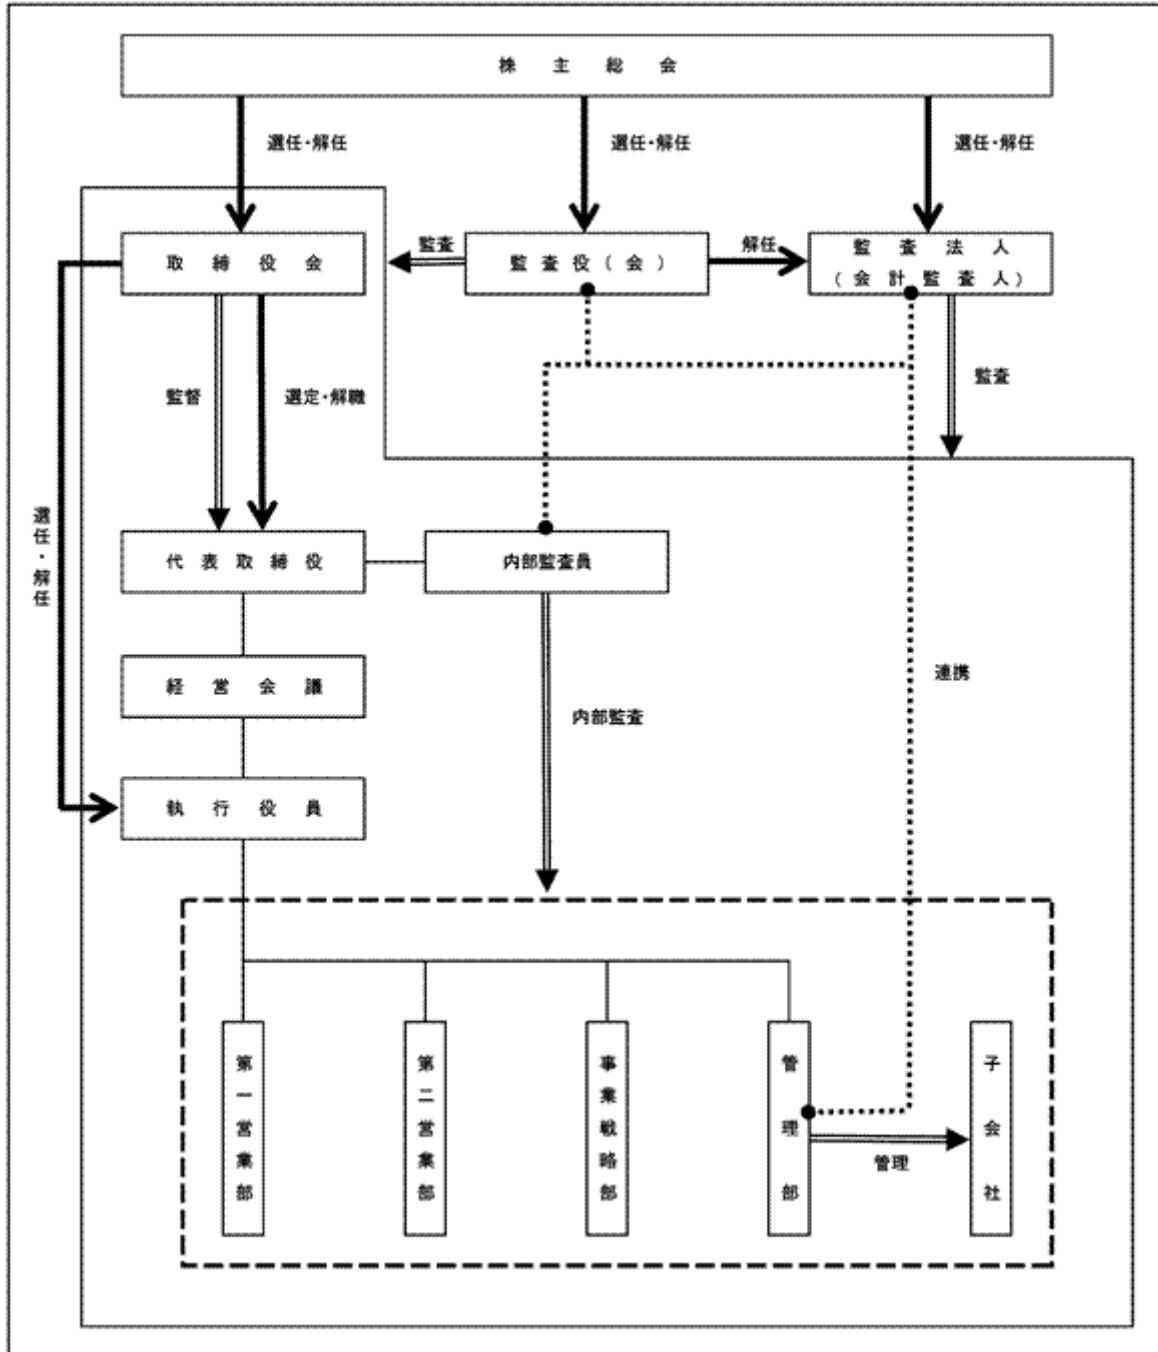 株主総会
選任・解任
選任・解任
選任・解任
取締役会
監査
監査役(会)
解任
監査法人
(会計監査人)
監督
選定・解職
監査
選任・解任
代表取締役
内部監査員
経営会議
内部監査
連携
執行役員
第一営業部
第二営業部
事業戦略部
管理部
管理
子会社